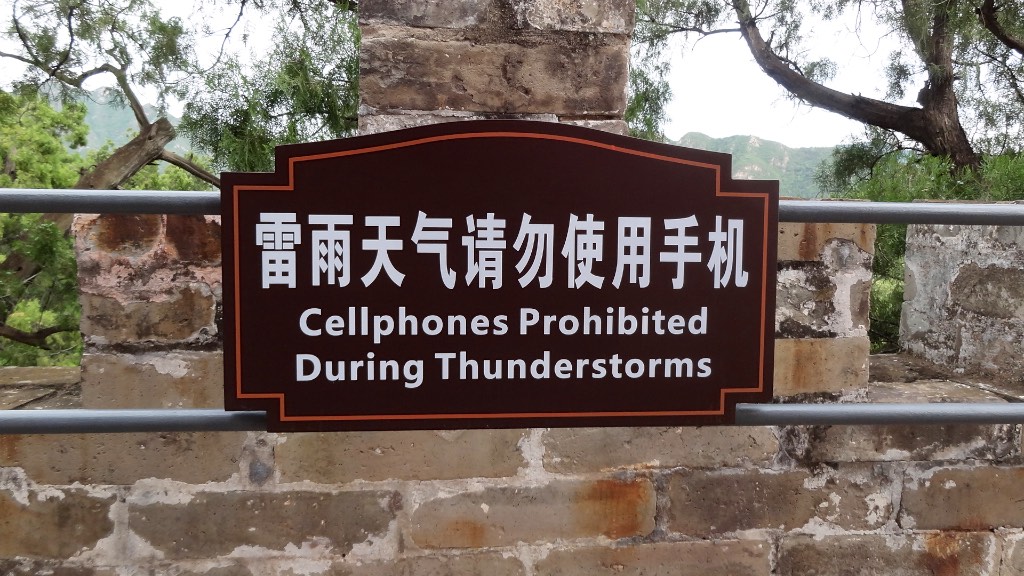 雷雨天气请勿使用手机
Cellphones Prohibited
During Thunderstorms